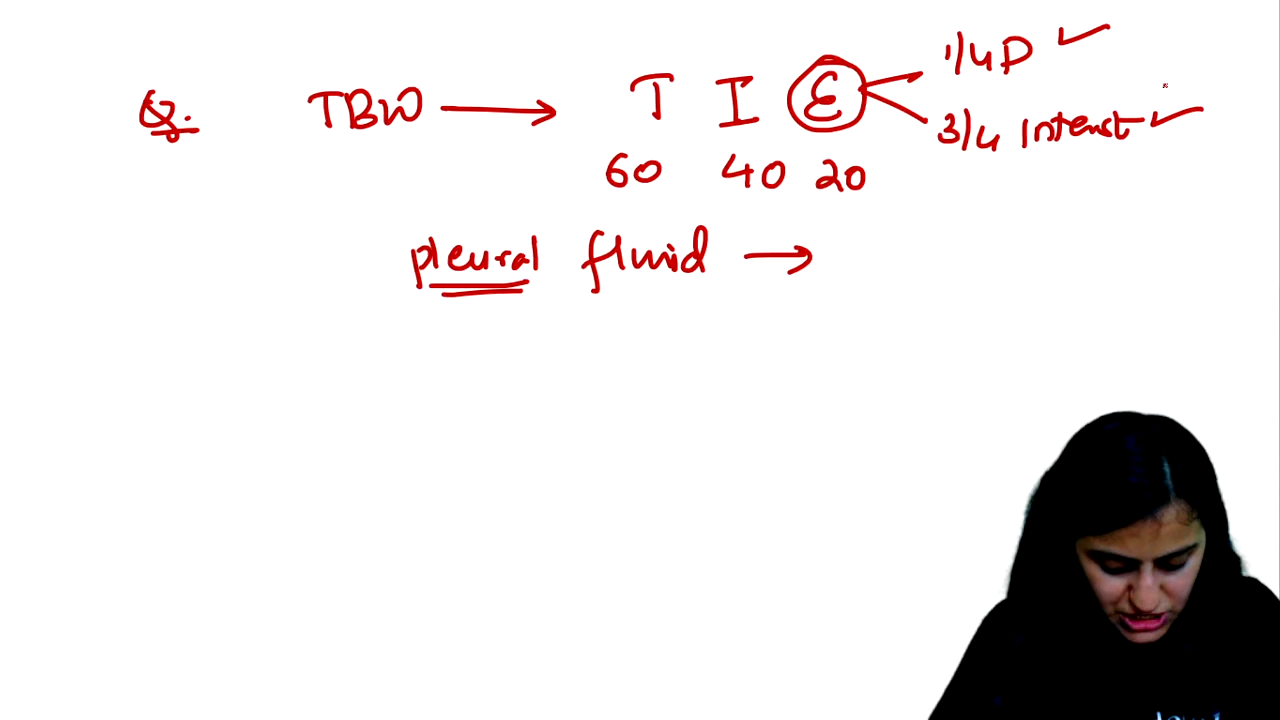 Q. TBW → T I E 1/4 P ✓
3/4 Interst ✓
60 40 20
pleural fluid →